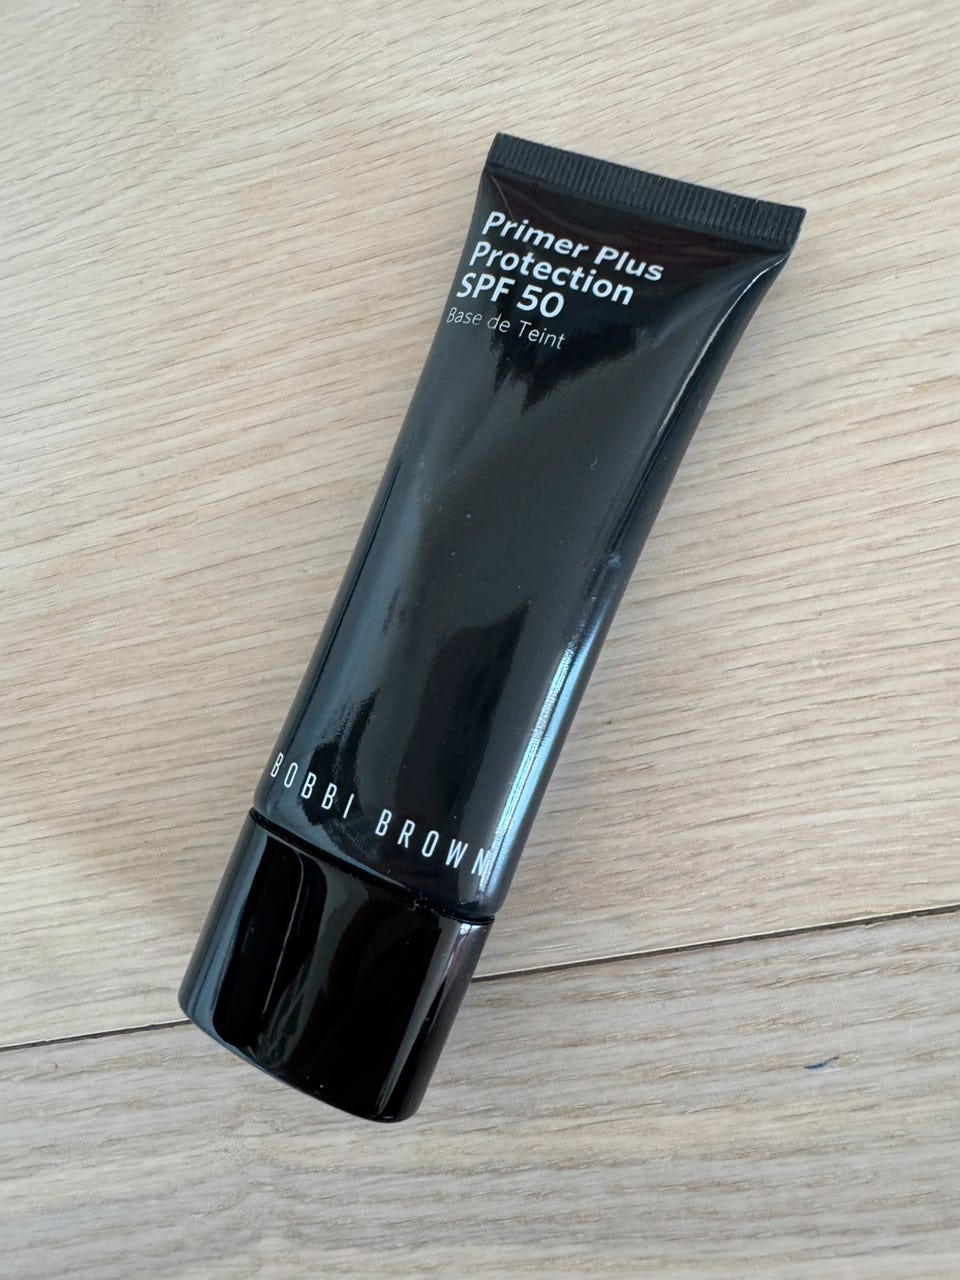 Primer Plus
Protection
SPF 50
Base de Teint
BOBBI BROWN